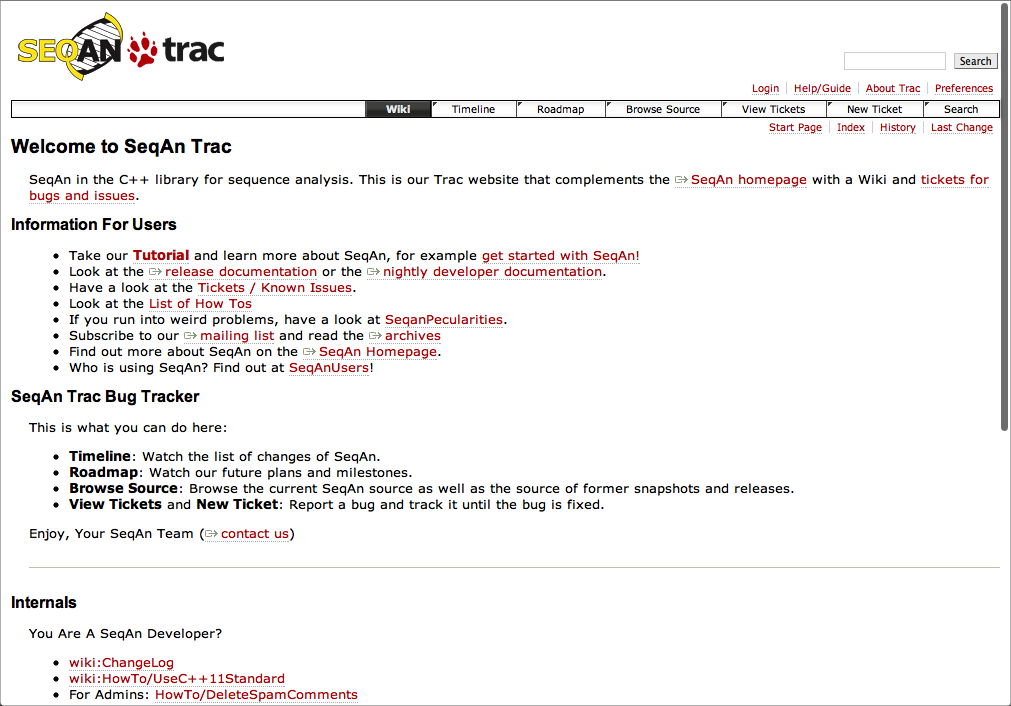 SEQAN trac
Search
Login Help/Guide About Trac Preferences
Wiki Timeline Roadmap Browse Source View Tickets New Ticket Search
Start Page Index History Last Change
Welcome to SeqAn Trac
SeqAn in the C++ library for sequence analysis. This is our Trac website that complements the SeqAn homepage with a Wiki and tickets for
bugs and issues.
Information For Users
Take our Tutorial and learn more about SeqAn, for example get started with SeqAn!
Look at the release documentation or the nightly developer documentation.
Have a look at the Tickets / Known Issues.
Look at the List of How Tos
If you run into weird problems, have a look at SeqanPecularities.
Subscribe to our mailing list and read the archives
Find out more about SeqAn on the SeqAn Homepage.
Who is using SeqAn? Find out at SeqAnUsers!
SeqAn Trac Bug Tracker
This is what you can do here:
Timeline: Watch the list of changes of SeqAn.
Roadmap: Watch our future plans and milestones.
Browse Source: Browse the current SeqAn source as well as the source of former snapshots and releases.
View Tickets and New Ticket: Report a bug and track it until the bug is fixed.
Enjoy, Your SeqAn Team (contact us)
Internals
You Are A SeqAn Developer?
wiki:ChangeLog
wiki:HowTo/UseC++11Standard
For Admins: HowTo/DeleteSpamComments